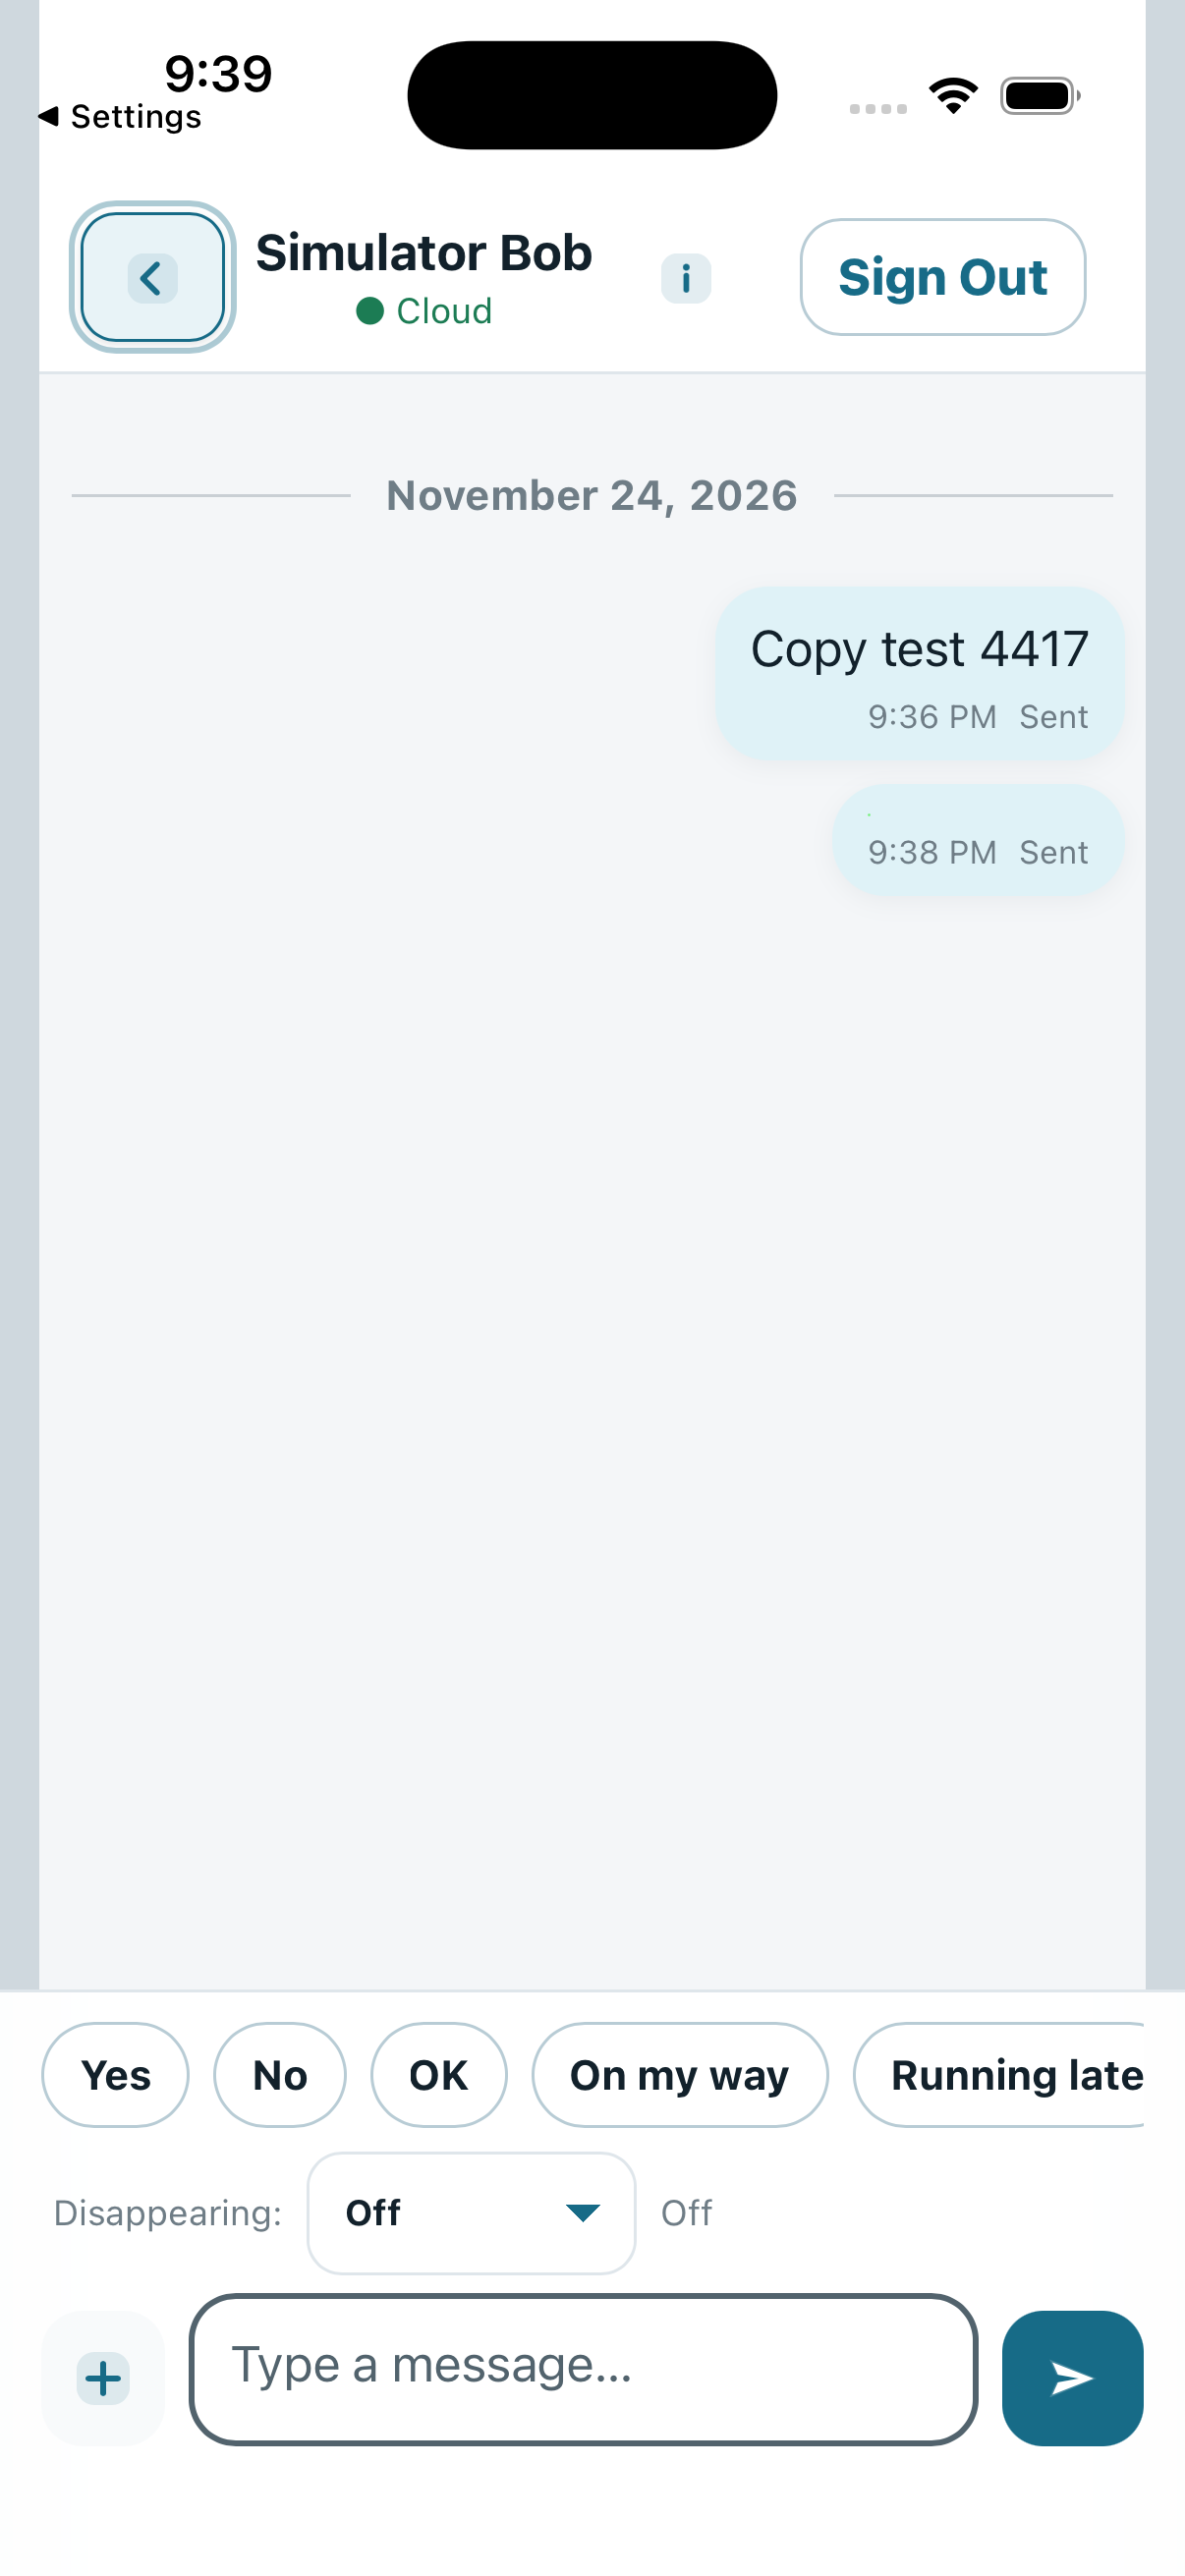 9:39
Settings
Simulator Bob
Cloud
Sign Out
November 24, 2026
Copy test 4417
9:36 PM Sent
9:38 PM Sent
Yes No OK On my way Running late
Disappearing: Off Off
Type a message...